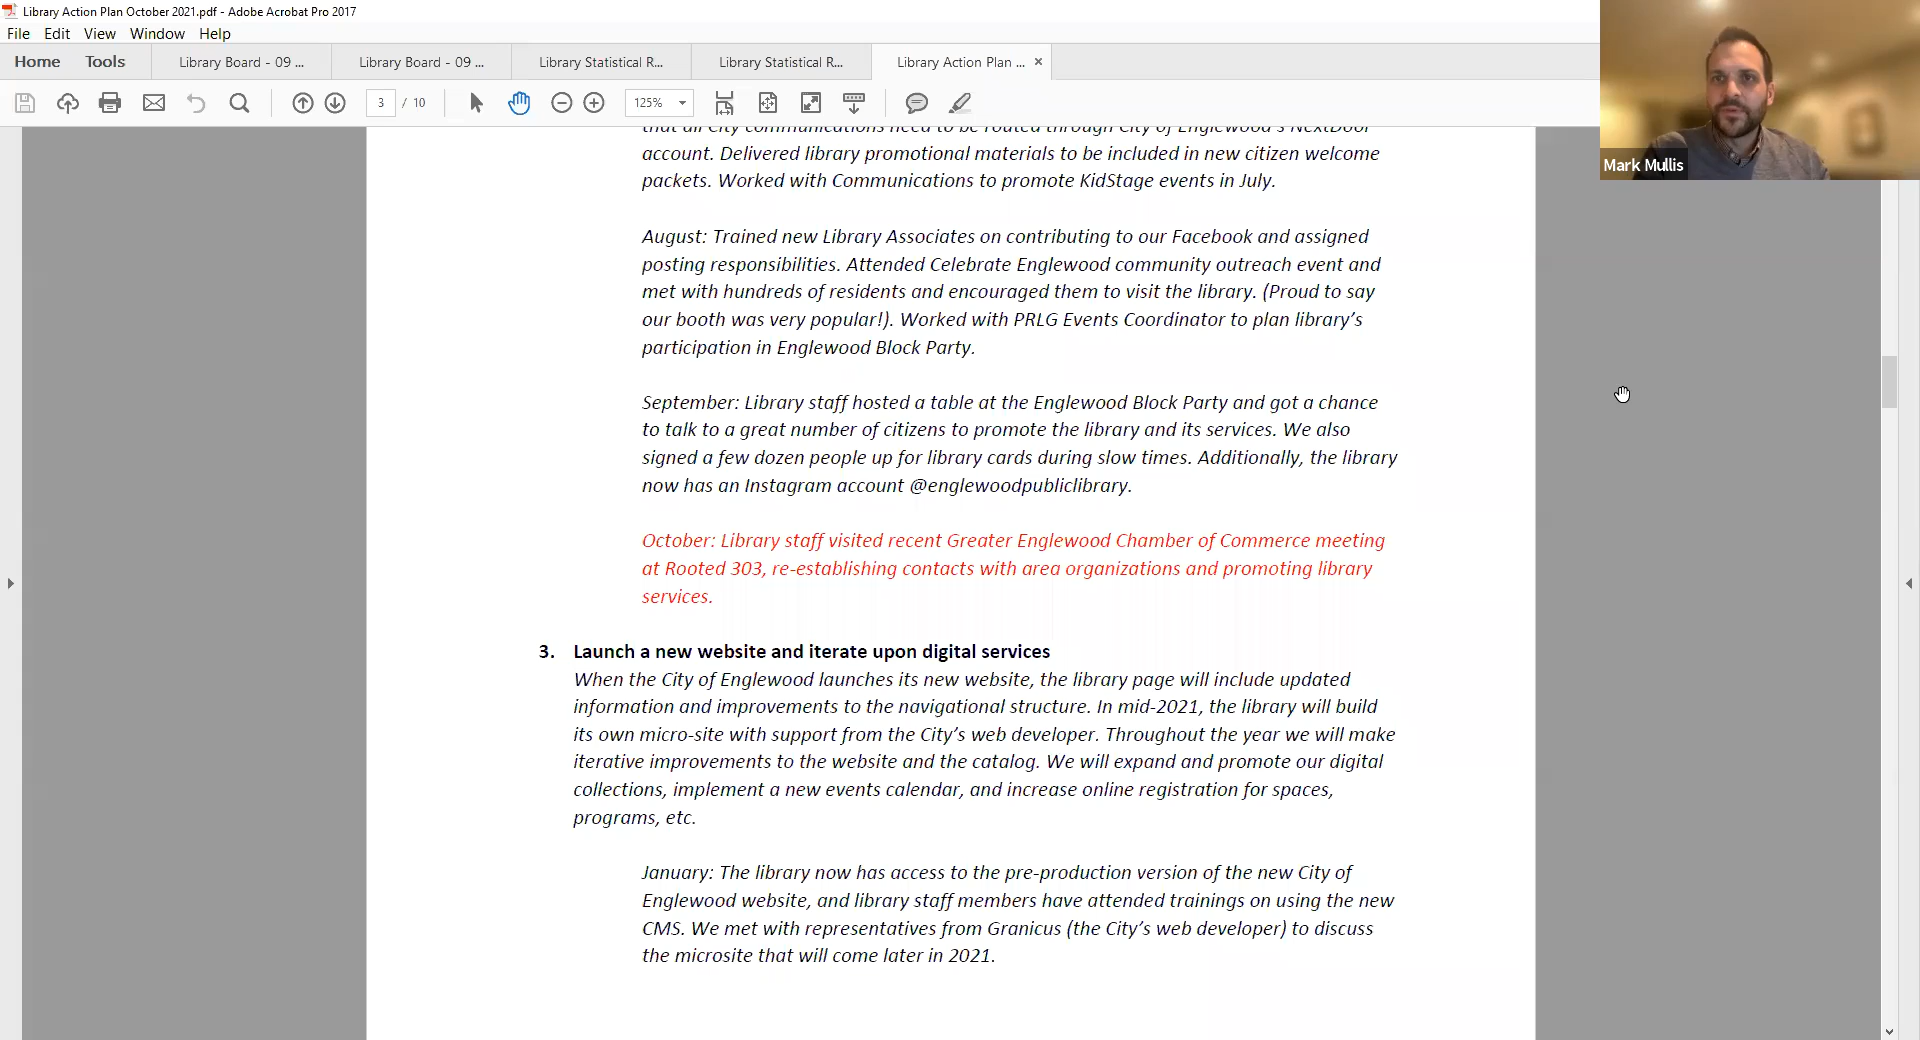 Library Action Plan October 2021.pdf - Adobe Acrobat Pro 2017
File Edit View Window Help
Home Tools Library Board - 09 ... Library Board - 09 ... Library Statistical R... Library Statistical R... Library Action Plan ... ×
3 / 10 125%
Mark Mullis
that all City communications need to be routed through City of Englewood's NextDoor
account. Delivered library promotional materials to be included in new citizen welcome
packets. Worked with Communications to promote KidStage events in July.
August: Trained new Library Associates on contributing to our Facebook and assigned
posting responsibilities. Attended Celebrate Englewood community outreach event and
met with hundreds of residents and encouraged them to visit the library. (Proud to say
our booth was very popular!). Worked with PRLG Events Coordinator to plan library's
participation in Englewood Block Party.
September: Library staff hosted a table at the Englewood Block Party and got a chance
to talk to a great number of citizens to promote the library and its services. We also
signed a few dozen people up for library cards during slow times. Additionally, the library
now has an Instagram account @englewoodpubliclibrary.
October: Library staff visited recent Greater Englewood Chamber of Commerce meeting
at Rooted 303, re-establishing contacts with area organizations and promoting library
services.
3. Launch a new website and iterate upon digital services
When the City of Englewood launches its new website, the library page will include updated
information and improvements to the navigational structure. In mid-2021, the library will build
its own micro-site with support from the City's web developer. Throughout the year we will make
iterative improvements to the website and the catalog. We will expand and promote our digital
collections, implement a new events calendar, and increase online registration for spaces,
programs, etc.
January: The library now has access to the pre-production version of the new City of
Englewood website, and library staff members have attended trainings on using the new
CMS. We met with representatives from Granicus (the City's web developer) to discuss
the microsite that will come later in 2021.